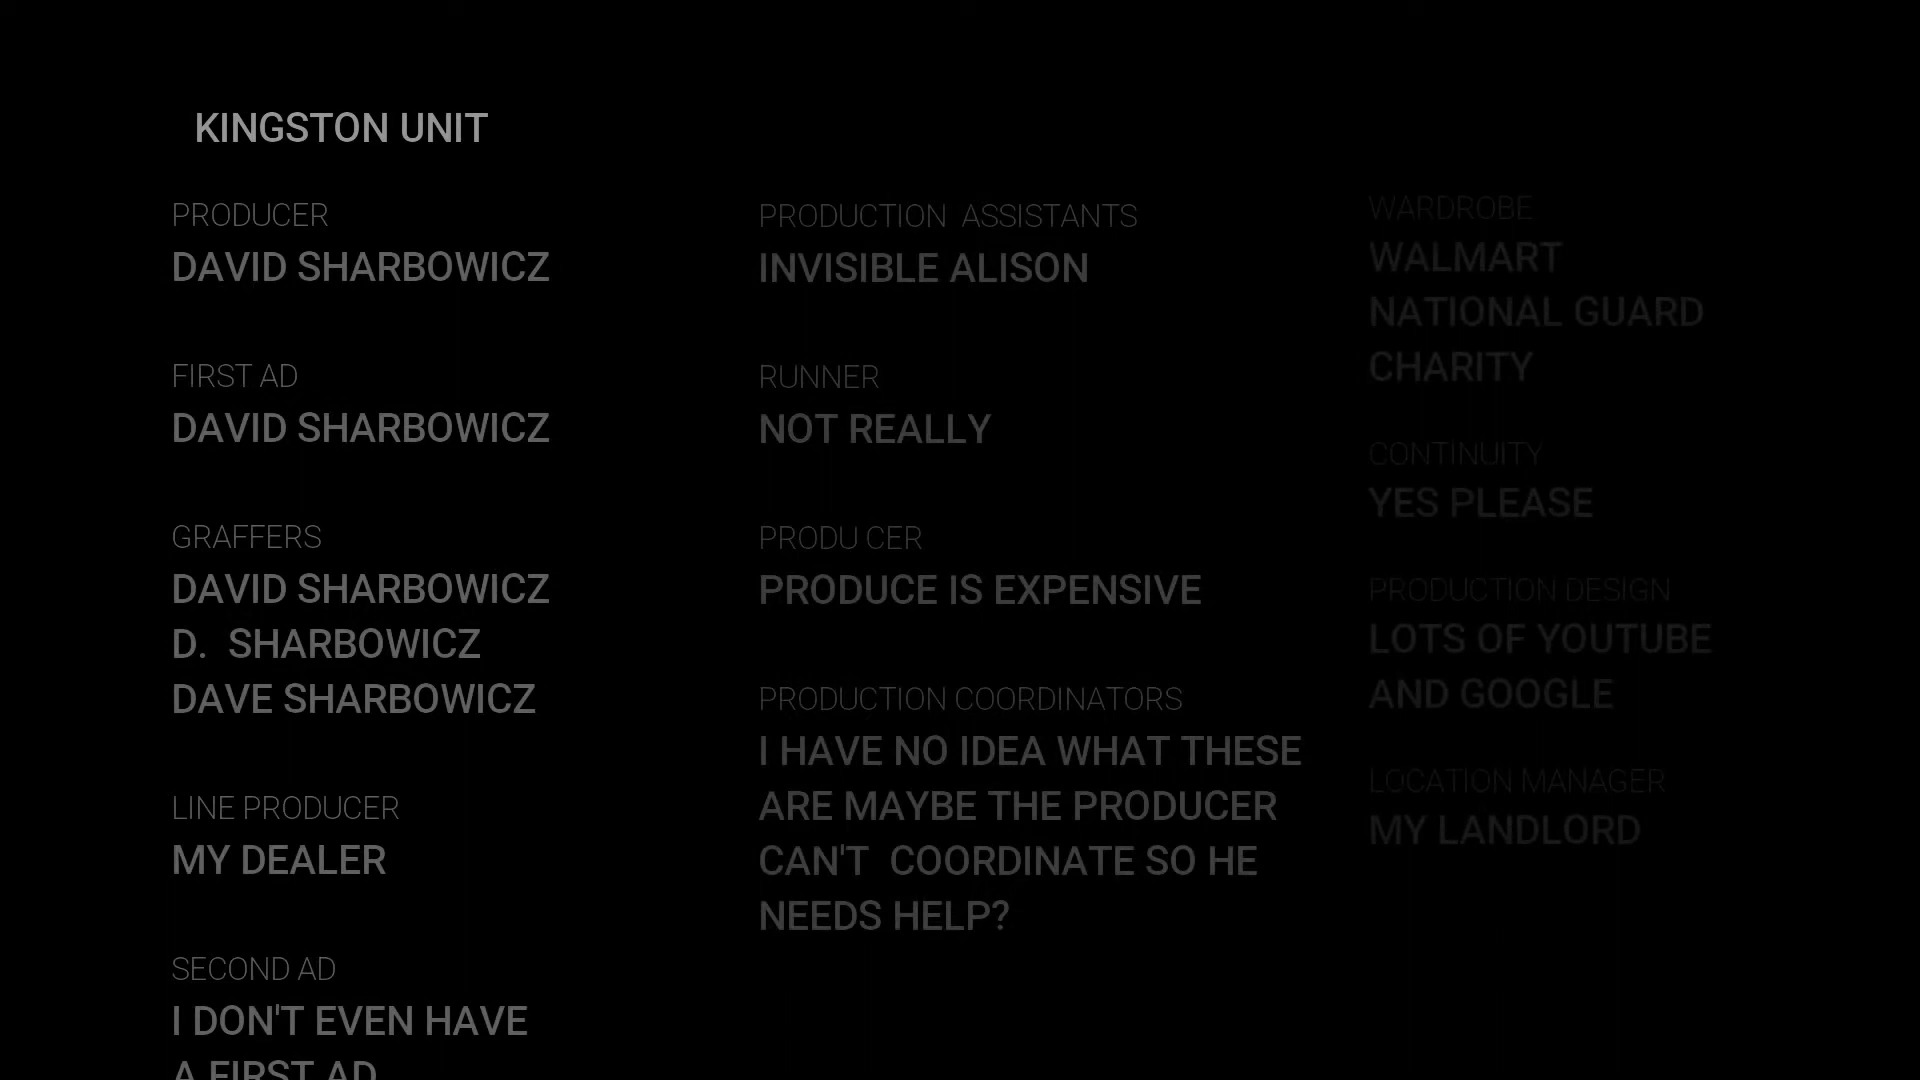 KINGSTON UNIT
PRODUCER
DAVID SHARBOWICZ
FIRST AD
DAVID SHARBOWICZ
GRAFFERS
DAVID SHARBOWICZ
D. SHARBOWICZ
DAVE SHARBOWICZ
LINE PRODUCER
MY DEALER
SECOND AD
I DON'T EVEN HAVE
A FIRST AD
PRODUCTION ASSISTANTS
INVISIBLE ALISON
RUNNER
NOT REALLY
PRODU CER
PRODUCE IS EXPENSIVE
PRODUCTION COORDINATORS
I HAVE NO IDEA WHAT THESE
ARE MAYBE THE PRODUCER
CAN'T COORDINATE SO HE
NEEDS HELP?
WARDROBE
WALMART
NATIONAL GUARD
CHARITY
CONTINUITY
YES PLEASE
PRODUCTION DESIGN
LOTS OF YOUTUBE
AND GOOGLE
LOCATION MANAGER
MY LANDLORD